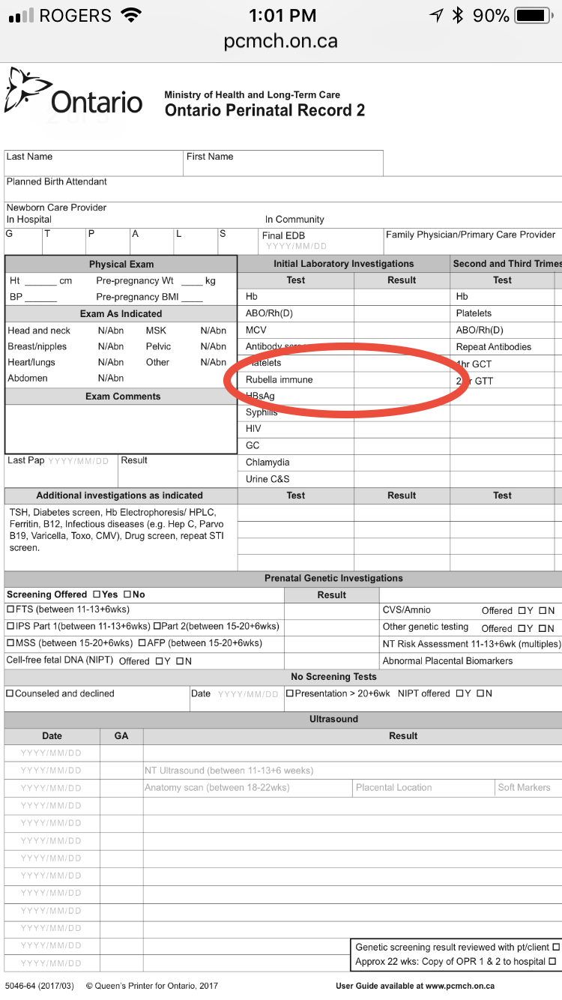 ROGERS 1:01 PM 90%
pcmch.on.ca
Ontario
Ministry of Health and Long-Term Care
Ontario Perinatal Record 2
Last Name First Name
Planned Birth Attendant
Newborn Care Provider
In Hospital In Community
G T P A L S Final EDB Family Physician/Primary Care Provider
YYYY/MM/DD
Physical Exam Initial Laboratory Investigations Second and Third Trimes
Ht ______ cm Pre-pregnancy Wt ____ kg Test Result Test
BP ______ Pre-pregnancy BMI ____ Hb Hb
Exam As Indicated ABO/Rh(D) Platelets
Head and neck N/Abn MSK N/Abn MCV ABO/Rh(D)
Breast/nipples N/Abn Pelvic N/Abn Antibody screen Repeat Antibodies
Heart/lungs N/Abn Other N/Abn Platelets 1hr GCT
Abdomen N/Abn Rubella immune 2hr GTT
Exam Comments HBsAg
Syphilis
HIV
GC
Last Pap YYYY/MM/DD Result Chlamydia
Urine C&S
Additional investigations as indicated Test Result Test
TSH, Diabetes screen, Hb Electrophoresis/ HPLC,
Ferritin, B12, Infectious diseases (e.g. Hep C, Parvo
B19, Varicella, Toxo, CMV), Drug screen, repeat STI
screen.
Prenatal Genetic Investigations
Screening Offered ☐Yes ☐No Result
☐FTS (between 11-13+6wks) CVS/Amnio Offered ☐Y ☐N
☐IPS Part 1(between 11-13+6wks) ☐Part 2(between 15-20+6wks) Other genetic testing Offered ☐Y ☐N
☐MSS (between 15-20+6wks) ☐AFP (between 15-20+6wks) NT Risk Assessment 11-13+6wk (multiples)
Cell-free fetal DNA (NIPT) Offered ☐Y ☐N Abnormal Placental Biomarkers
No Screening Tests
☐Counseled and declined Date YYYY/MM/DD ☐Presentation > 20+6wk NIPT offered ☐Y ☐N
Ultrasound
Date GA Result
YYYY/MM/DD
YYYY/MM/DD NT Ultrasound (between 11-13+6 weeks)
YYYY/MM/DD Anatomy scan (between 18-22wks) Placental Location Soft Markers
YYYY/MM/DD
YYYY/MM/DD
YYYY/MM/DD
YYYY/MM/DD
YYYY/MM/DD
YYYY/MM/DD
YYYY/MM/DD
YYYY/MM/DD
YYYY/MM/DD Genetic screening result reviewed with pt/client ☐
YYYY/MM/DD Approx 22 wks: Copy of OPR 1 & 2 to hospital ☐
5046-64 (2017/03) © Queen's Printer for Ontario, 2017 User Guide available at www.pcmch.on.ca